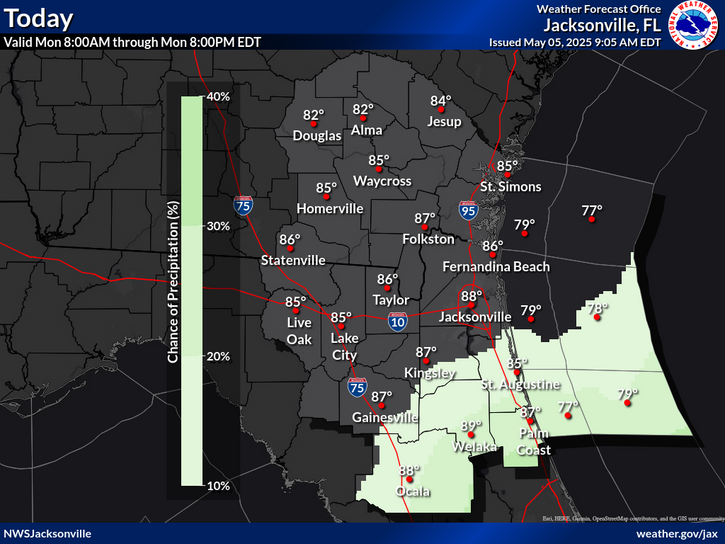 Today
Weather Forecast Office
Jacksonville, FL
Valid Mon 8:00AM through Mon 8:00PM EDT
Issued May 05, 2025 9:05 AM EDT
NATIONAL WEATHER SERVICE
Chance of Precipitation (%)
40%
30%
20%
10%
82°
Douglas
82°
Alma
84°
Jesup
85°
Waycross
85°
St. Simons
85°
Homerville
75
95
87°
Folkston
79°
77°
86°
Statenville
86°
Fernandina Beach
86°
Taylor
88°
Jacksonville
85°
Live
Oak
85°
Lake
City
10
79°
78°
87°
Kingsley
85°
St. Augustine
75
87°
Gainesville
89°
Welaka
87°
Palm
Coast
77°
79°
88°
Ocala
Esri, HERE, Garmin, OpenStreetMap contributors, and the GIS user community
NWSJacksonville
weather.gov/jax